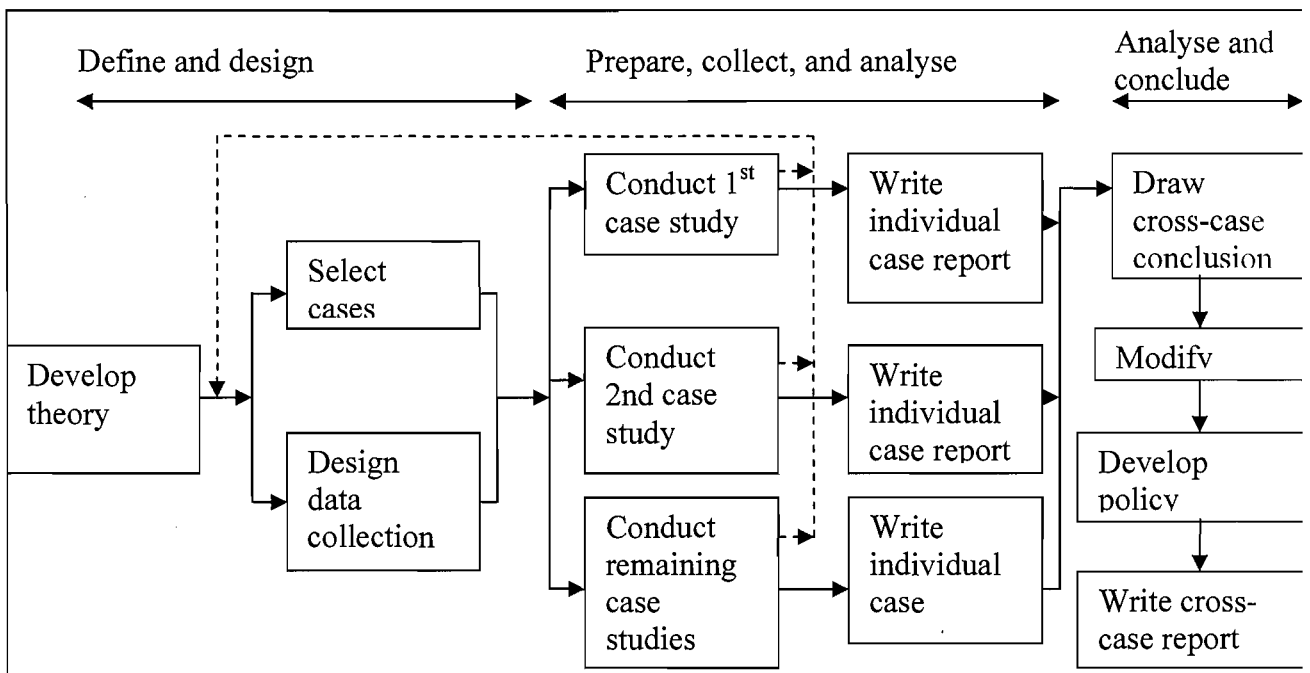 Define and design
Prepare, collect, and analyse
Analyse and
conclude
Develop
theory
Select
cases
Design
data
collection
Conduct 1st
case study
Conduct
2nd case
study
Conduct
remaining
case
studies
Write
individual
case report
Write
individual
case report
Write
individual
case
Draw
cross-case
conclusion
Modify
Develop
policy
Write cross-
case report